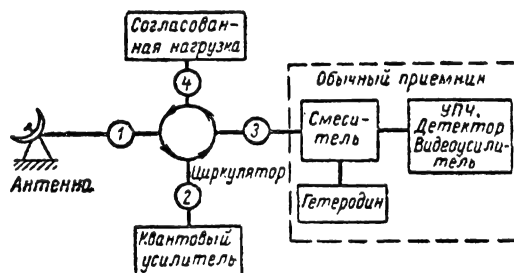 Согласован-
ная нагрузка
4
Обычный приемник
1
3
Смеси-
тель
УПЧ,
Детектор
Видеоусили-
тель
Антенна
Циркулятор
2
Гетеродин
Квантовый
усилитель